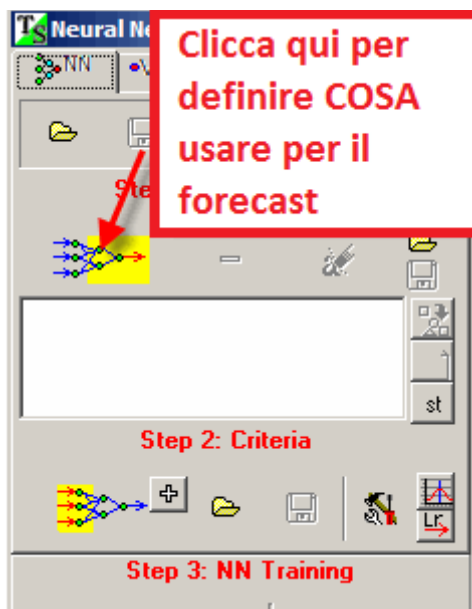 TS Neural Ne
NN
Clicca qui per
definire COSA
usare per il
forecast
Ste
st
Step 2: Criteria
Lr
Step 3: NN Training